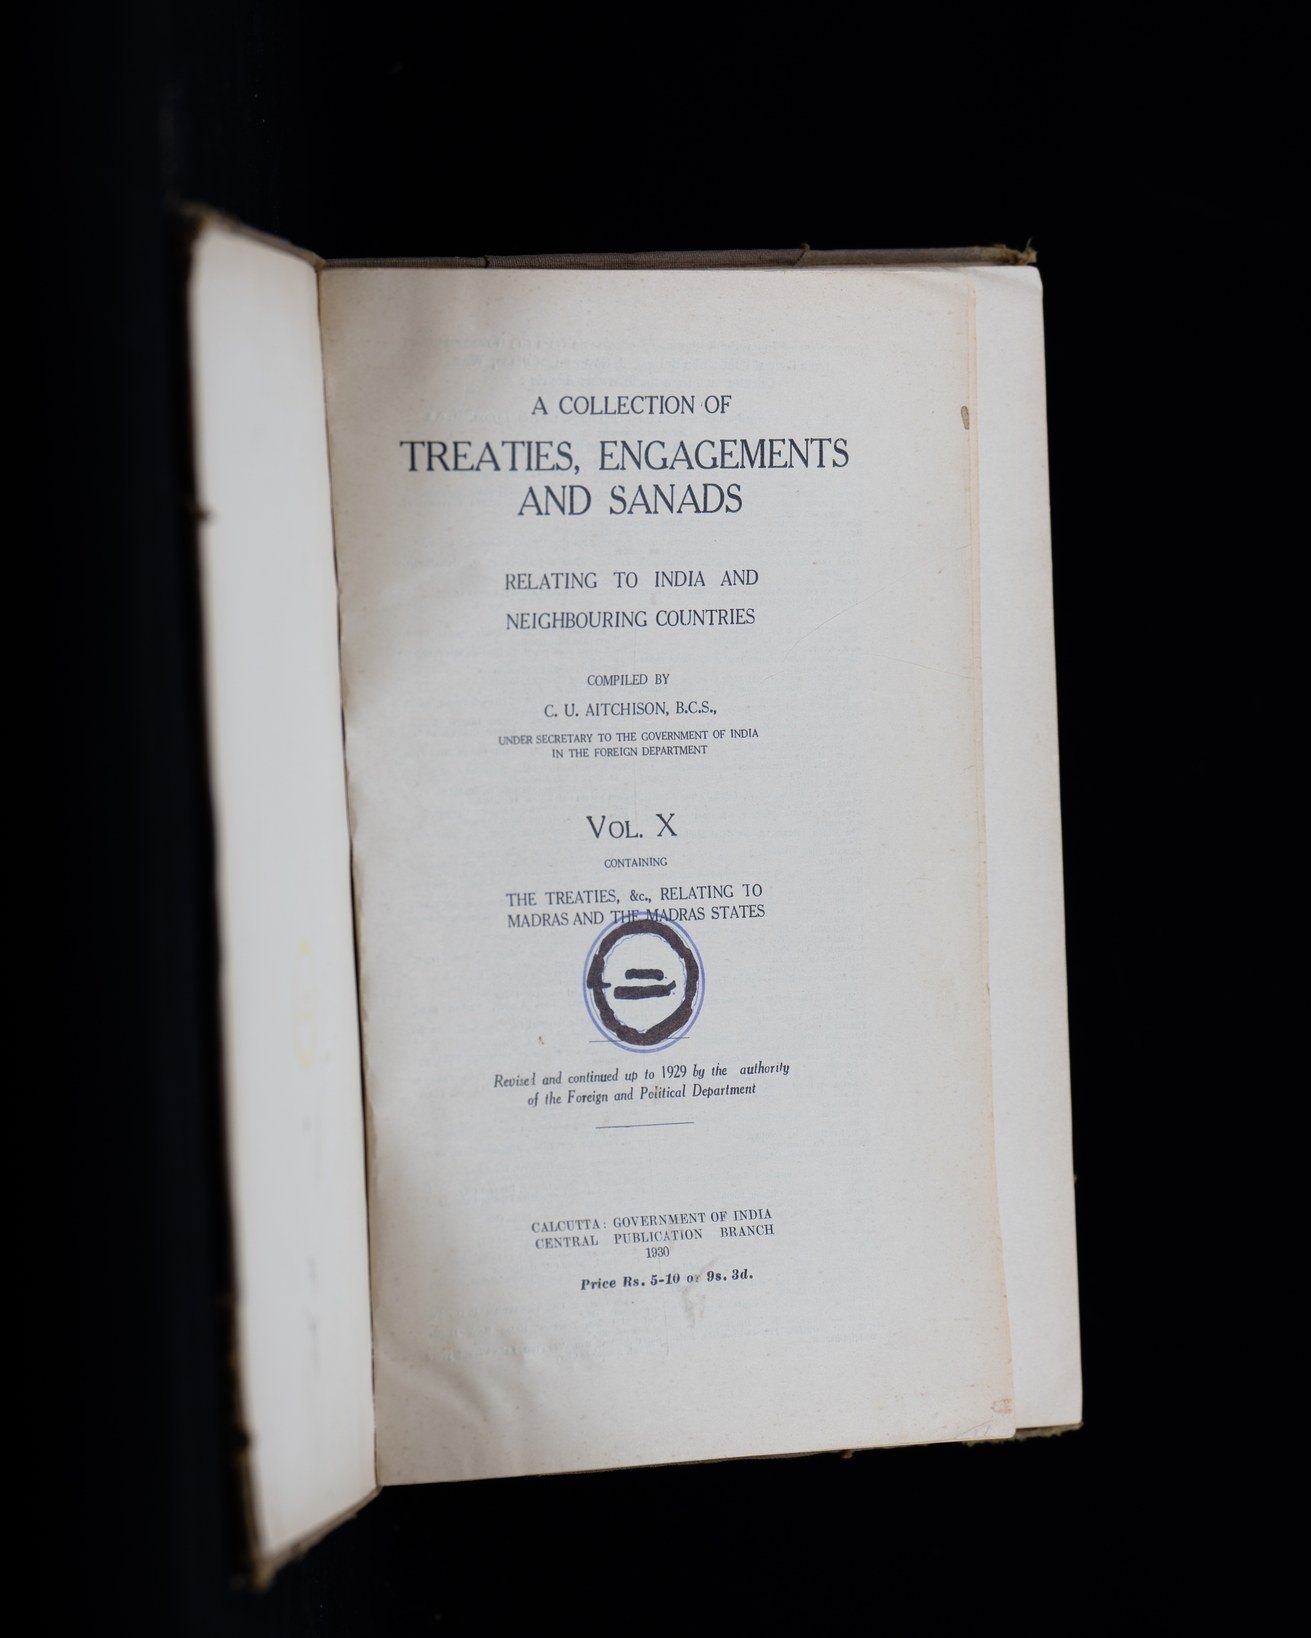 A COLLECTION OF
TREATIES, ENGAGEMENTS
AND SANADS
RELATING TO INDIA AND
NEIGHBOURING COUNTRIES
COMPILED BY
C. U. AITCHISON, B.C.S.,
UNDER SECRETARY TO THE GOVERNMENT OF INDIA
IN THE FOREIGN DEPARTMENT
VOL. X
CONTAINING
THE TREATIES, &c., RELATING TO
MADRAS AND THE MADRAS STATES
Revised and continued up to 1929 by the authority
of the Foreign and Political Department
CALCUTTA: GOVERNMENT OF INDIA
CENTRAL PUBLICATION BRANCH
1930
Price Rs. 5-10 or 9s. 3d.